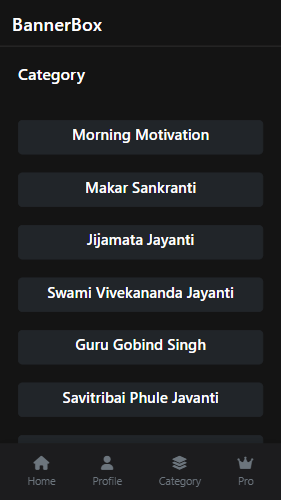 BannerBox
Category
Morning Motivation
Makar Sankranti
Jijamata Jayanti
Swami Vivekananda Jayanti
Guru Gobind Singh
Savitribai Phule Javanti
Home
Profile
Category
Pro